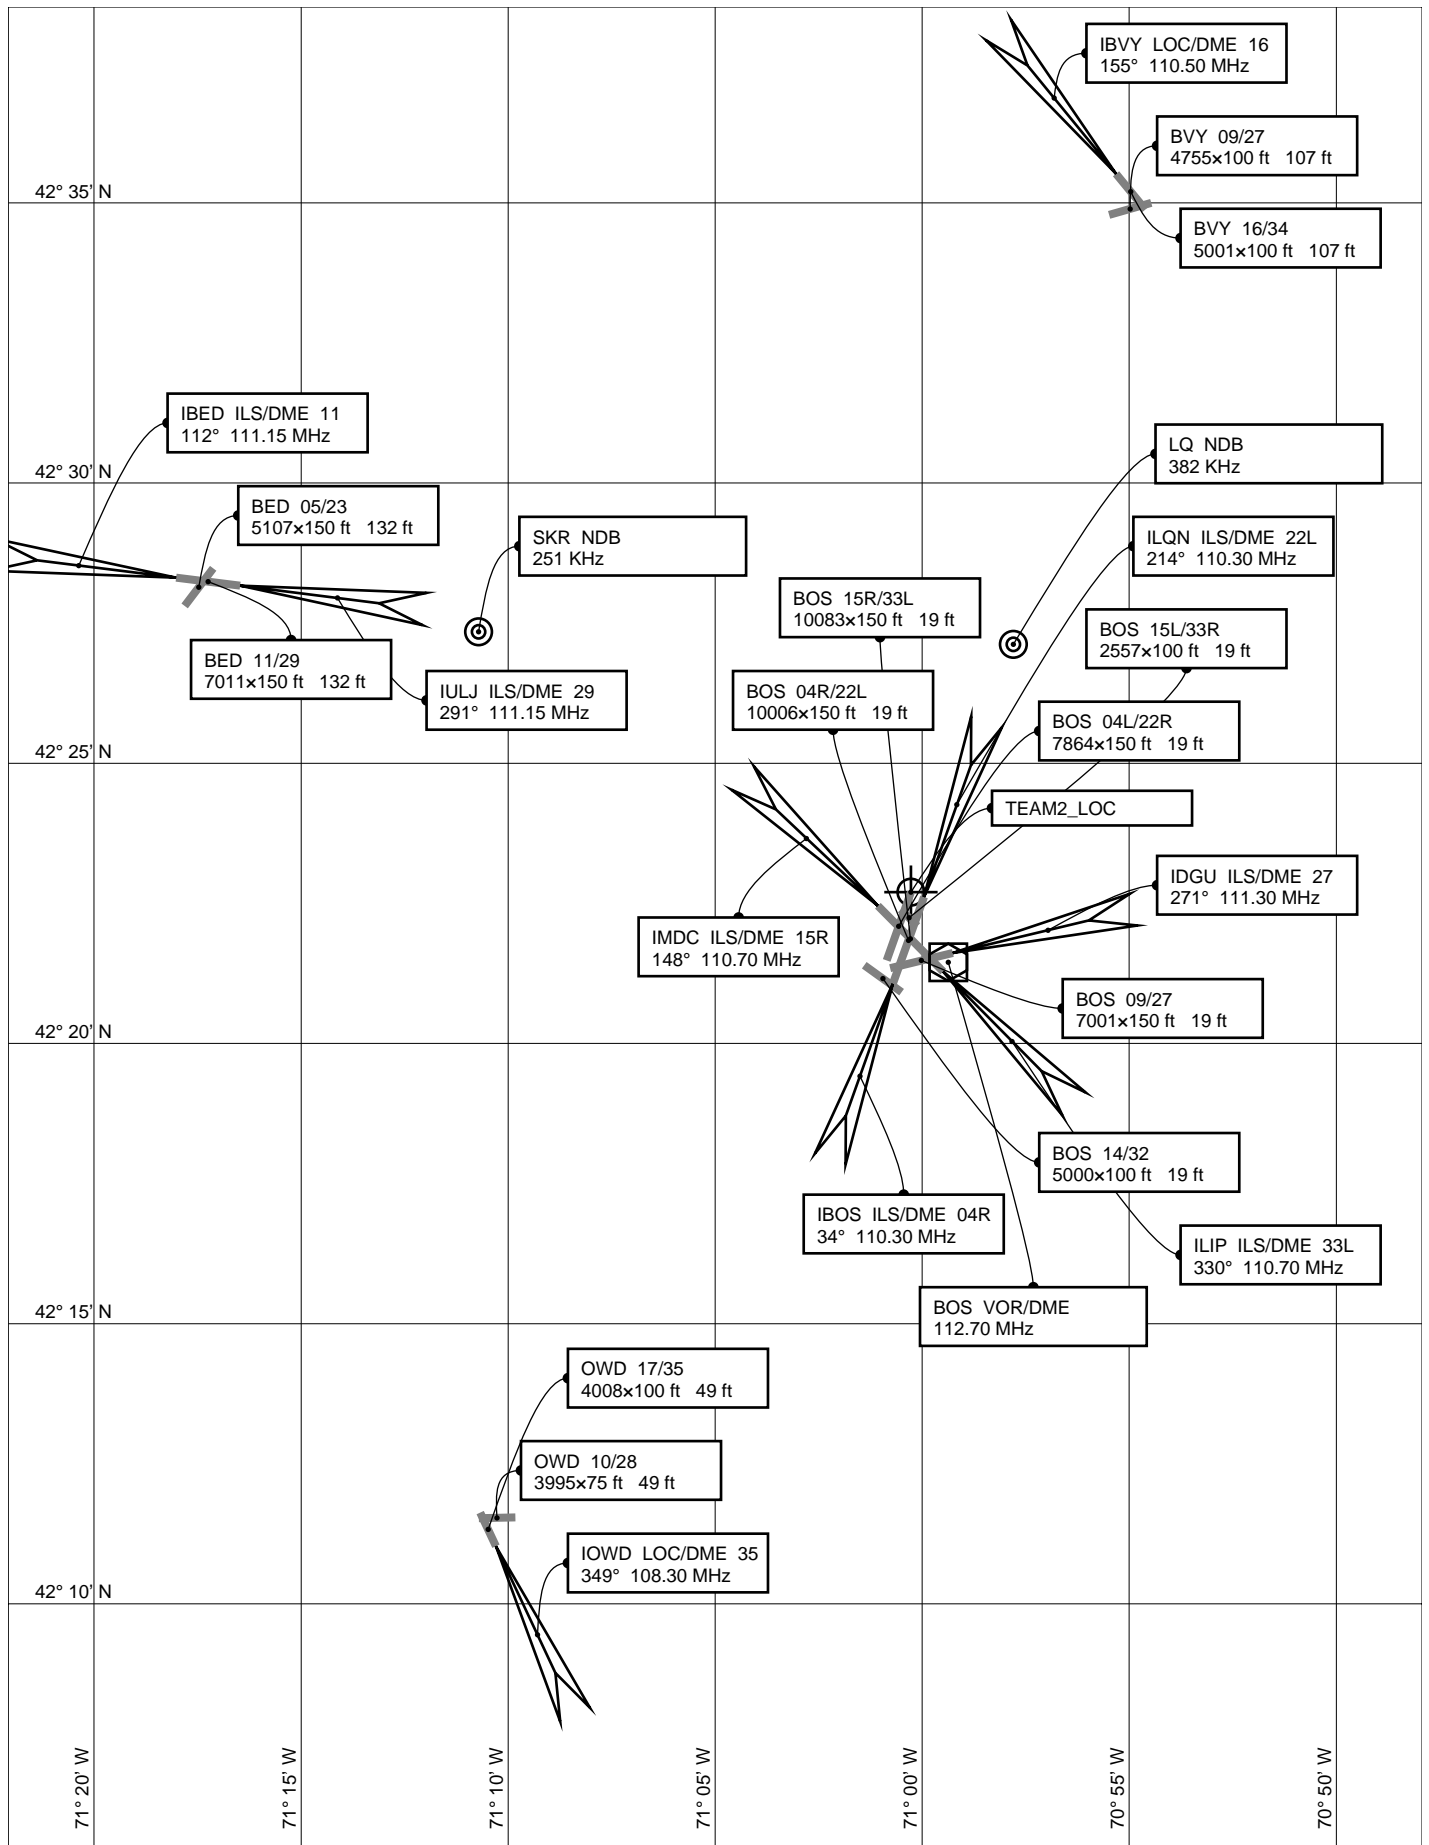 IBVY LOC/DME 16
155° 110.50 MHz
BVY 09/27
4755×100 ft 107 ft
42° 35' N
BVY 16/34
5001×100 ft 107 ft
IBED ILS/DME 11
112° 111.15 MHz
LQ NDB
382 KHz
42° 30' N
BED 05/23
5107×150 ft 132 ft
SKR NDB
251 KHz
ILQN ILS/DME 22L
214° 110.30 MHz
BOS 15R/33L
10083×150 ft 19 ft
BOS 15L/33R
2557×100 ft 19 ft
BED 11/29
7011×150 ft 132 ft
IULJ ILS/DME 29
291° 111.15 MHz
BOS 04R/22L
10006×150 ft 19 ft
BOS 04L/22R
7864×150 ft 19 ft
42° 25' N
TEAM2_LOC
IDGU ILS/DME 27
271° 111.30 MHz
IMDC ILS/DME 15R
148° 110.70 MHz
BOS 09/27
7001×150 ft 19 ft
42° 20' N
BOS 14/32
5000×100 ft 19 ft
IBOS ILS/DME 04R
34° 110.30 MHz
ILIP ILS/DME 33L
330° 110.70 MHz
BOS VOR/DME
112.70 MHz
42° 15' N
OWD 17/35
4008×100 ft 49 ft
OWD 10/28
3995×75 ft 49 ft
IOWD LOC/DME 35
349° 108.30 MHz
42° 10' N
71° 20' W
71° 15' W
71° 10' W
71° 05' W
71° 00' W
70° 55' W
70° 50' W